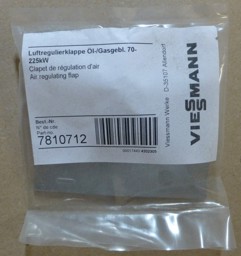 Luftregulierklappe Öl-/Gasgebl. 70-
225kW
Clapet de régulation d'air
Air regulating flap
Best.-Nr.
N° de cde
Part no.
7810712
Viessmann Werke · D-35107 Allendorf
VIESMANN